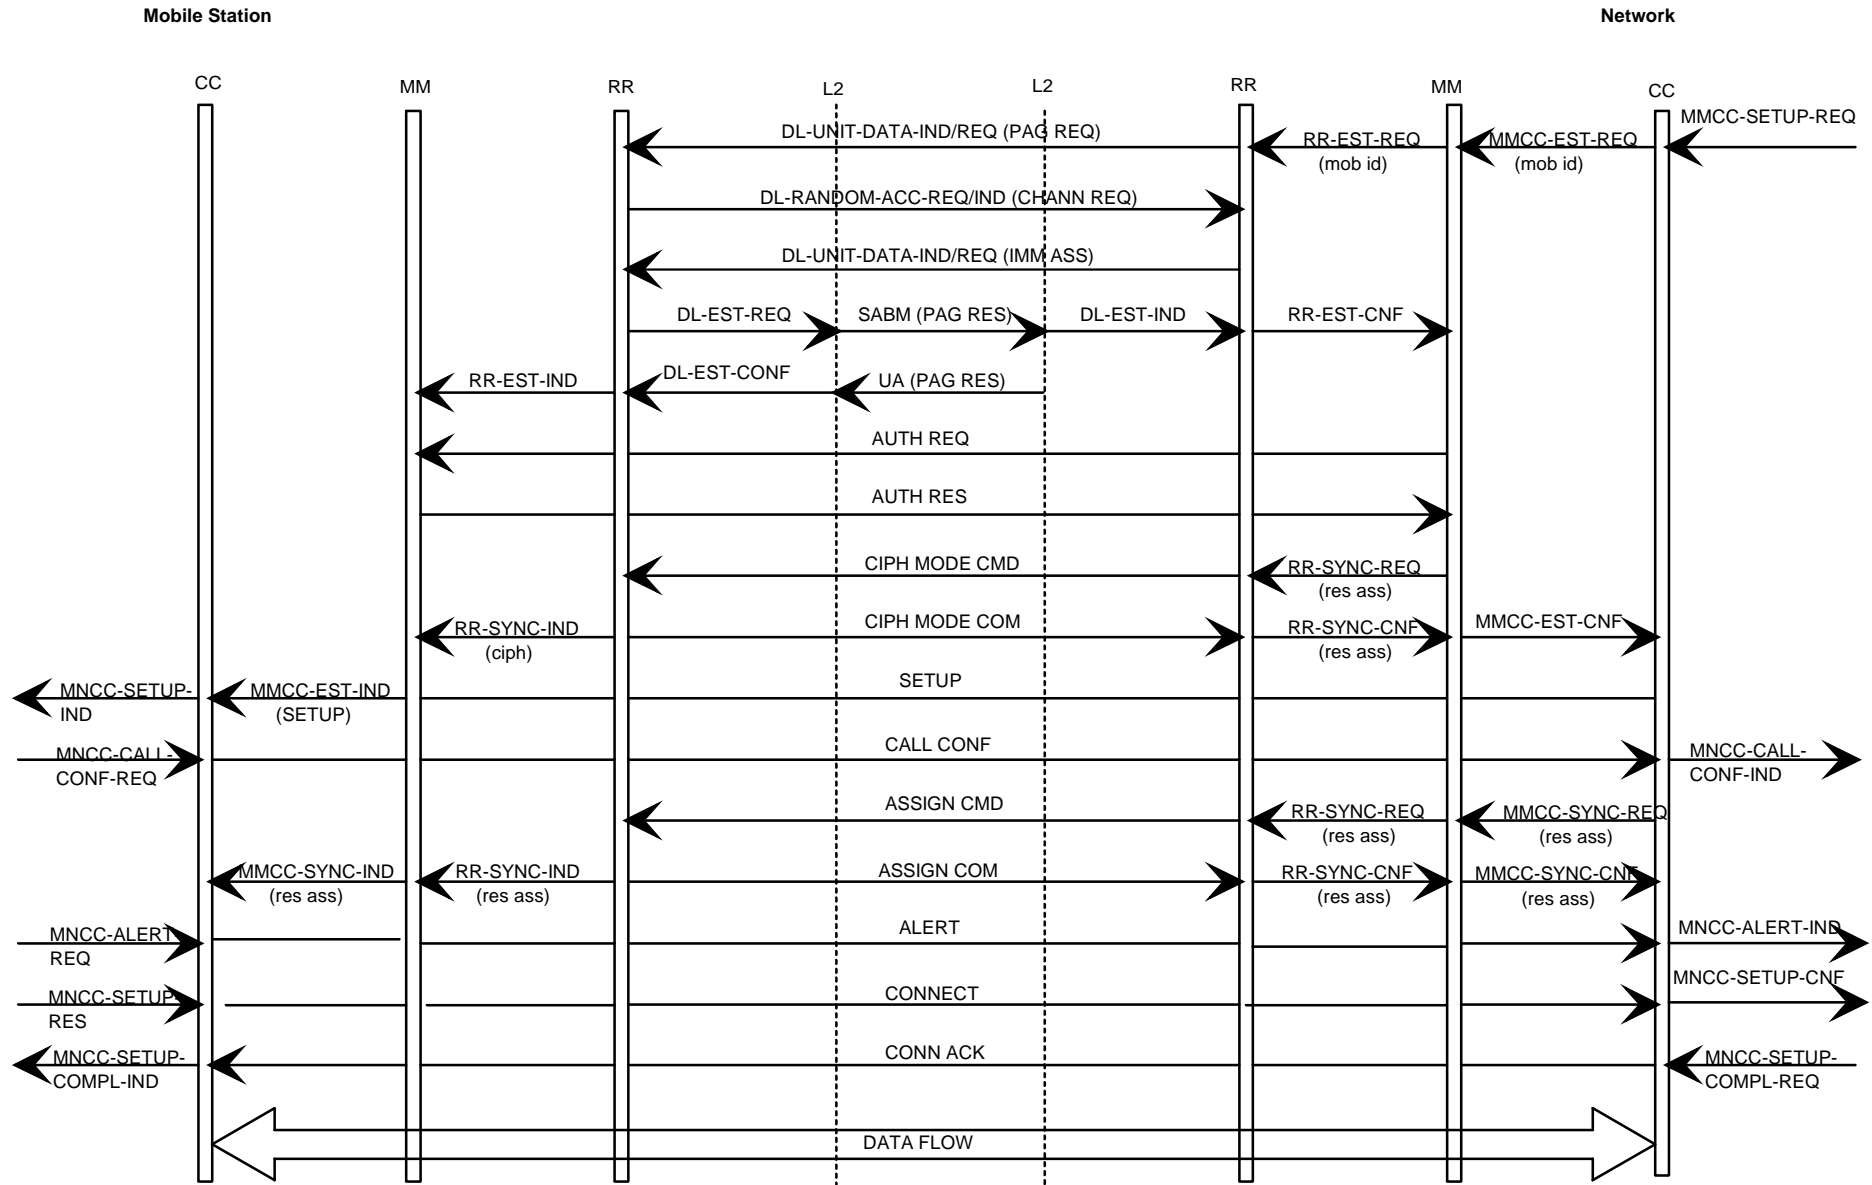 Mobile Station
Network
CC
MM
RR
L2
L2
RR
MM
CC
MMCC-SETUP-REQ
DL-UNIT-DATA-IND/REQ (PAG REQ)
RR-EST-REQ
(mob id)
MMCC-EST-REQ
(mob id)
DL-RANDOM-ACC-REQ/IND (CHANN REQ)
DL-UNIT-DATA-IND/REQ (IMM ASS)
DL-EST-REQ
SABM (PAG RES)
DL-EST-IND
RR-EST-CNF
RR-EST-IND
DL-EST-CONF
UA (PAG RES)
AUTH REQ
AUTH RES
CIPH MODE CMD
RR-SYNC-REQ
(res ass)
RR-SYNC-IND
(ciph)
CIPH MODE COM
RR-SYNC-CNF
(res ass)
MMCC-EST-CNF
MNCC-SETUP-
IND
MMCC-EST-IND
(SETUP)
SETUP
MNCC-CALL-
CONF-REQ
CALL CONF
MNCC-CALL-
CONF-IND
ASSIGN CMD
RR-SYNC-REQ
(res ass)
MMCC-SYNC-REQ
(res ass)
MMCC-SYNC-IND
(res ass)
RR-SYNC-IND
(res ass)
ASSIGN COM
RR-SYNC-CNF
(res ass)
MMCC-SYNC-CNF
(res ass)
MNCC-ALERT-
REQ
ALERT
MNCC-ALERT-IND
MNCC-SETUP-
RES
CONNECT
MNCC-SETUP-CNF
MNCC-SETUP-
COMPL-IND
CONN ACK
MNCC-SETUP-
COMPL-REQ
DATA FLOW